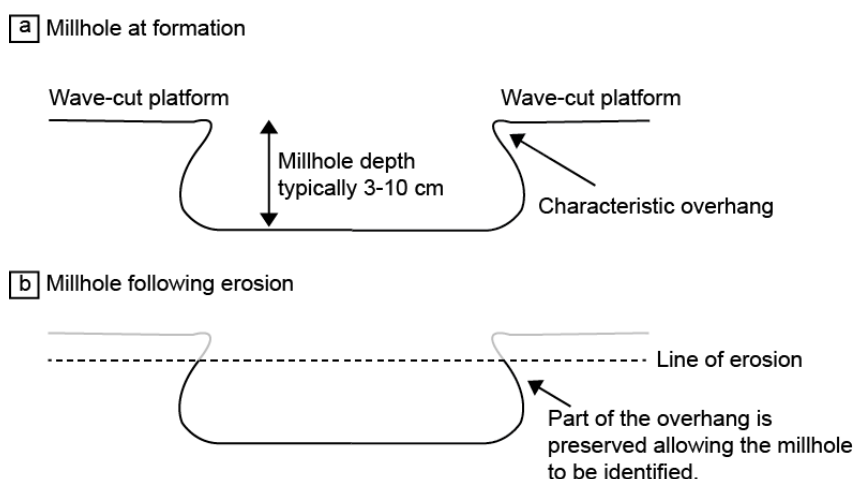 a Millhole at formation
Wave-cut platform
Wave-cut platform
Millhole depth
typically 3-10 cm
Characteristic overhang
b Millhole following erosion
Line of erosion
Part of the overhang is
preserved allowing the millhole
to be identified.